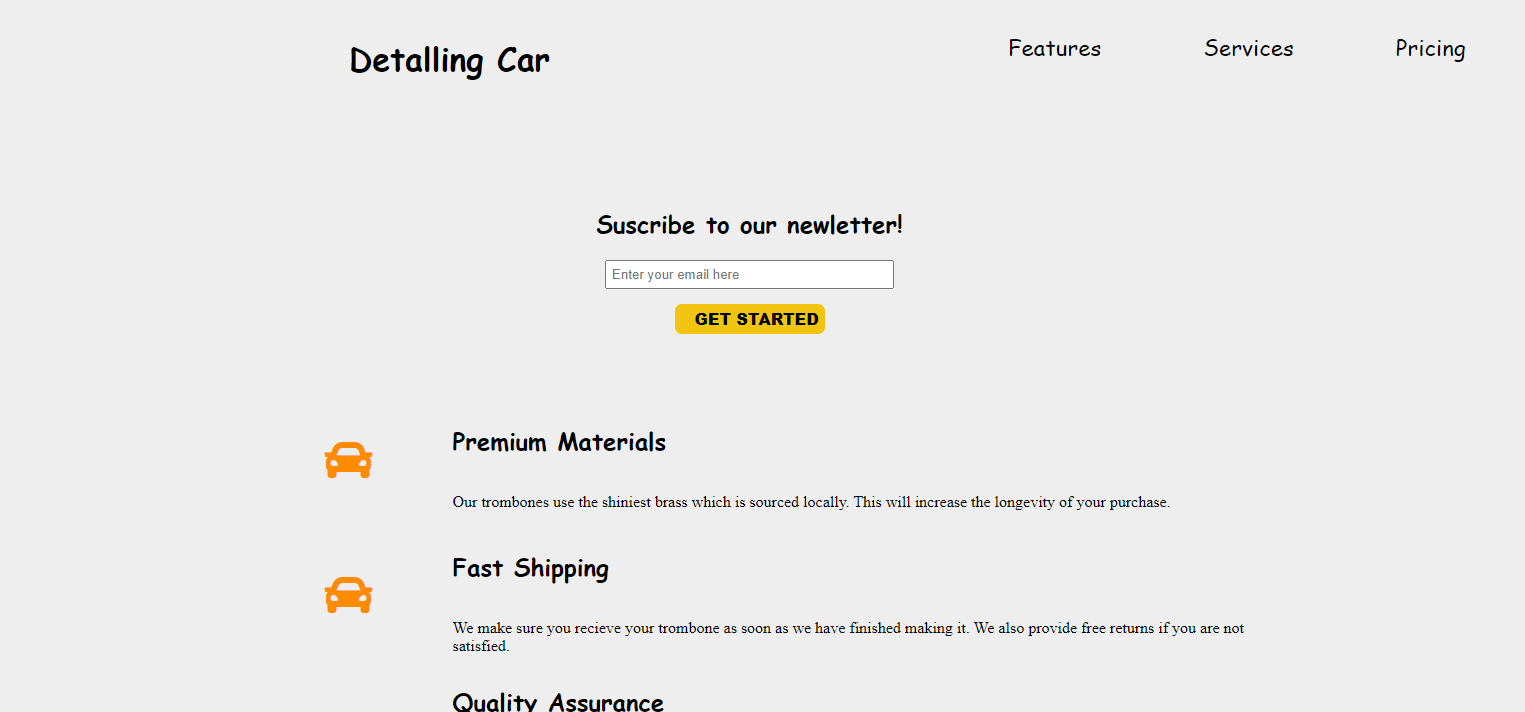 Detalling Car
Features
Services
Pricing
Suscribe to our newletter!
Enter your email here
GET STARTED
Premium Materials
Our trombones use the shiniest brass which is sourced locally. This will increase the longevity of your purchase.
Fast Shipping
We make sure you recieve your trombone as soon as we have finished making it. We also provide free returns if you are not
satisfied.
Quality Assurance